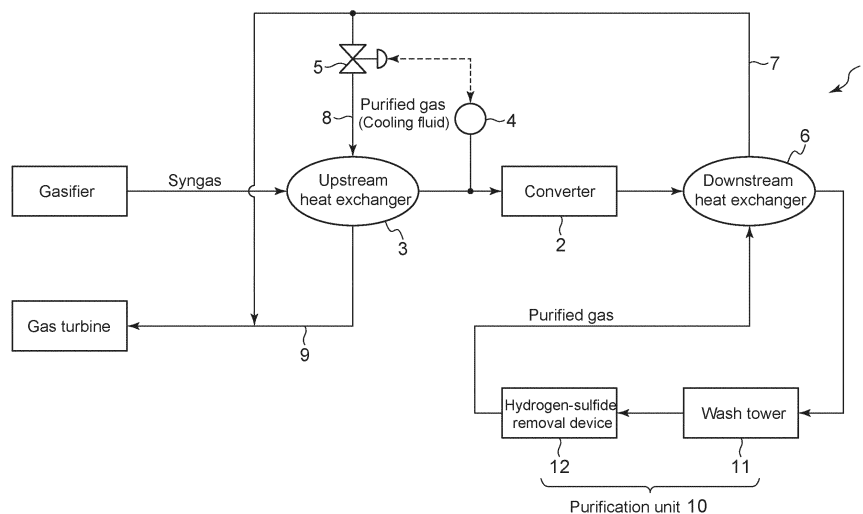 5
7
Purified gas
(Cooling fluid)
8
4
6
Gasifier
Syngas
Upstream
heat exchanger
Converter
Downstream
heat exchanger
3
2
Gas turbine
9
Purified gas
Hydrogen-sulfide
removal device
Wash tower
12
11
Purification unit 10